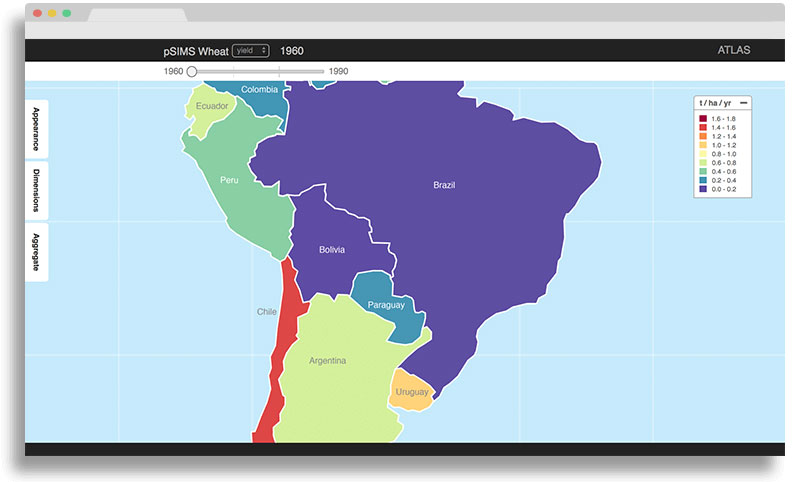 pSIMS Wheat yield 1960
ATLAS
1960 1990
Appearance
Dimensions
Aggregate
Colombia
Ecuador
Peru
Brazil
Bolivia
Paraguay
Chile
Argentina
Uruguay
t / ha / yr
1.6 - 1.8
1.4 - 1.6
1.2 - 1.4
1.0 - 1.2
0.8 - 1.0
0.6 - 0.8
0.4 - 0.6
0.2 - 0.4
0.0 - 0.2